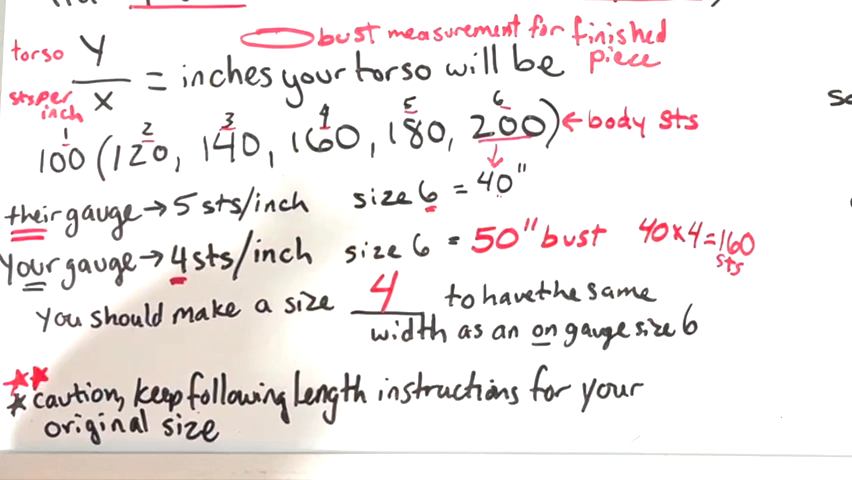 bust measurement for finished
piece
torso Y
sts per inch X = inches your torso will be
1 2 3 4 5 6
100 (120, 140, 160, 180, 200) ← body sts
↓
their gauge → 5 sts/inch size 6 = 40"
your gauge → 4 sts/inch size 6 = 50" bust 40x4=160
sts
You should make a size 4 to have the same
width as an on gauge size 6
** *caution, keep following Length instructions for your
original size